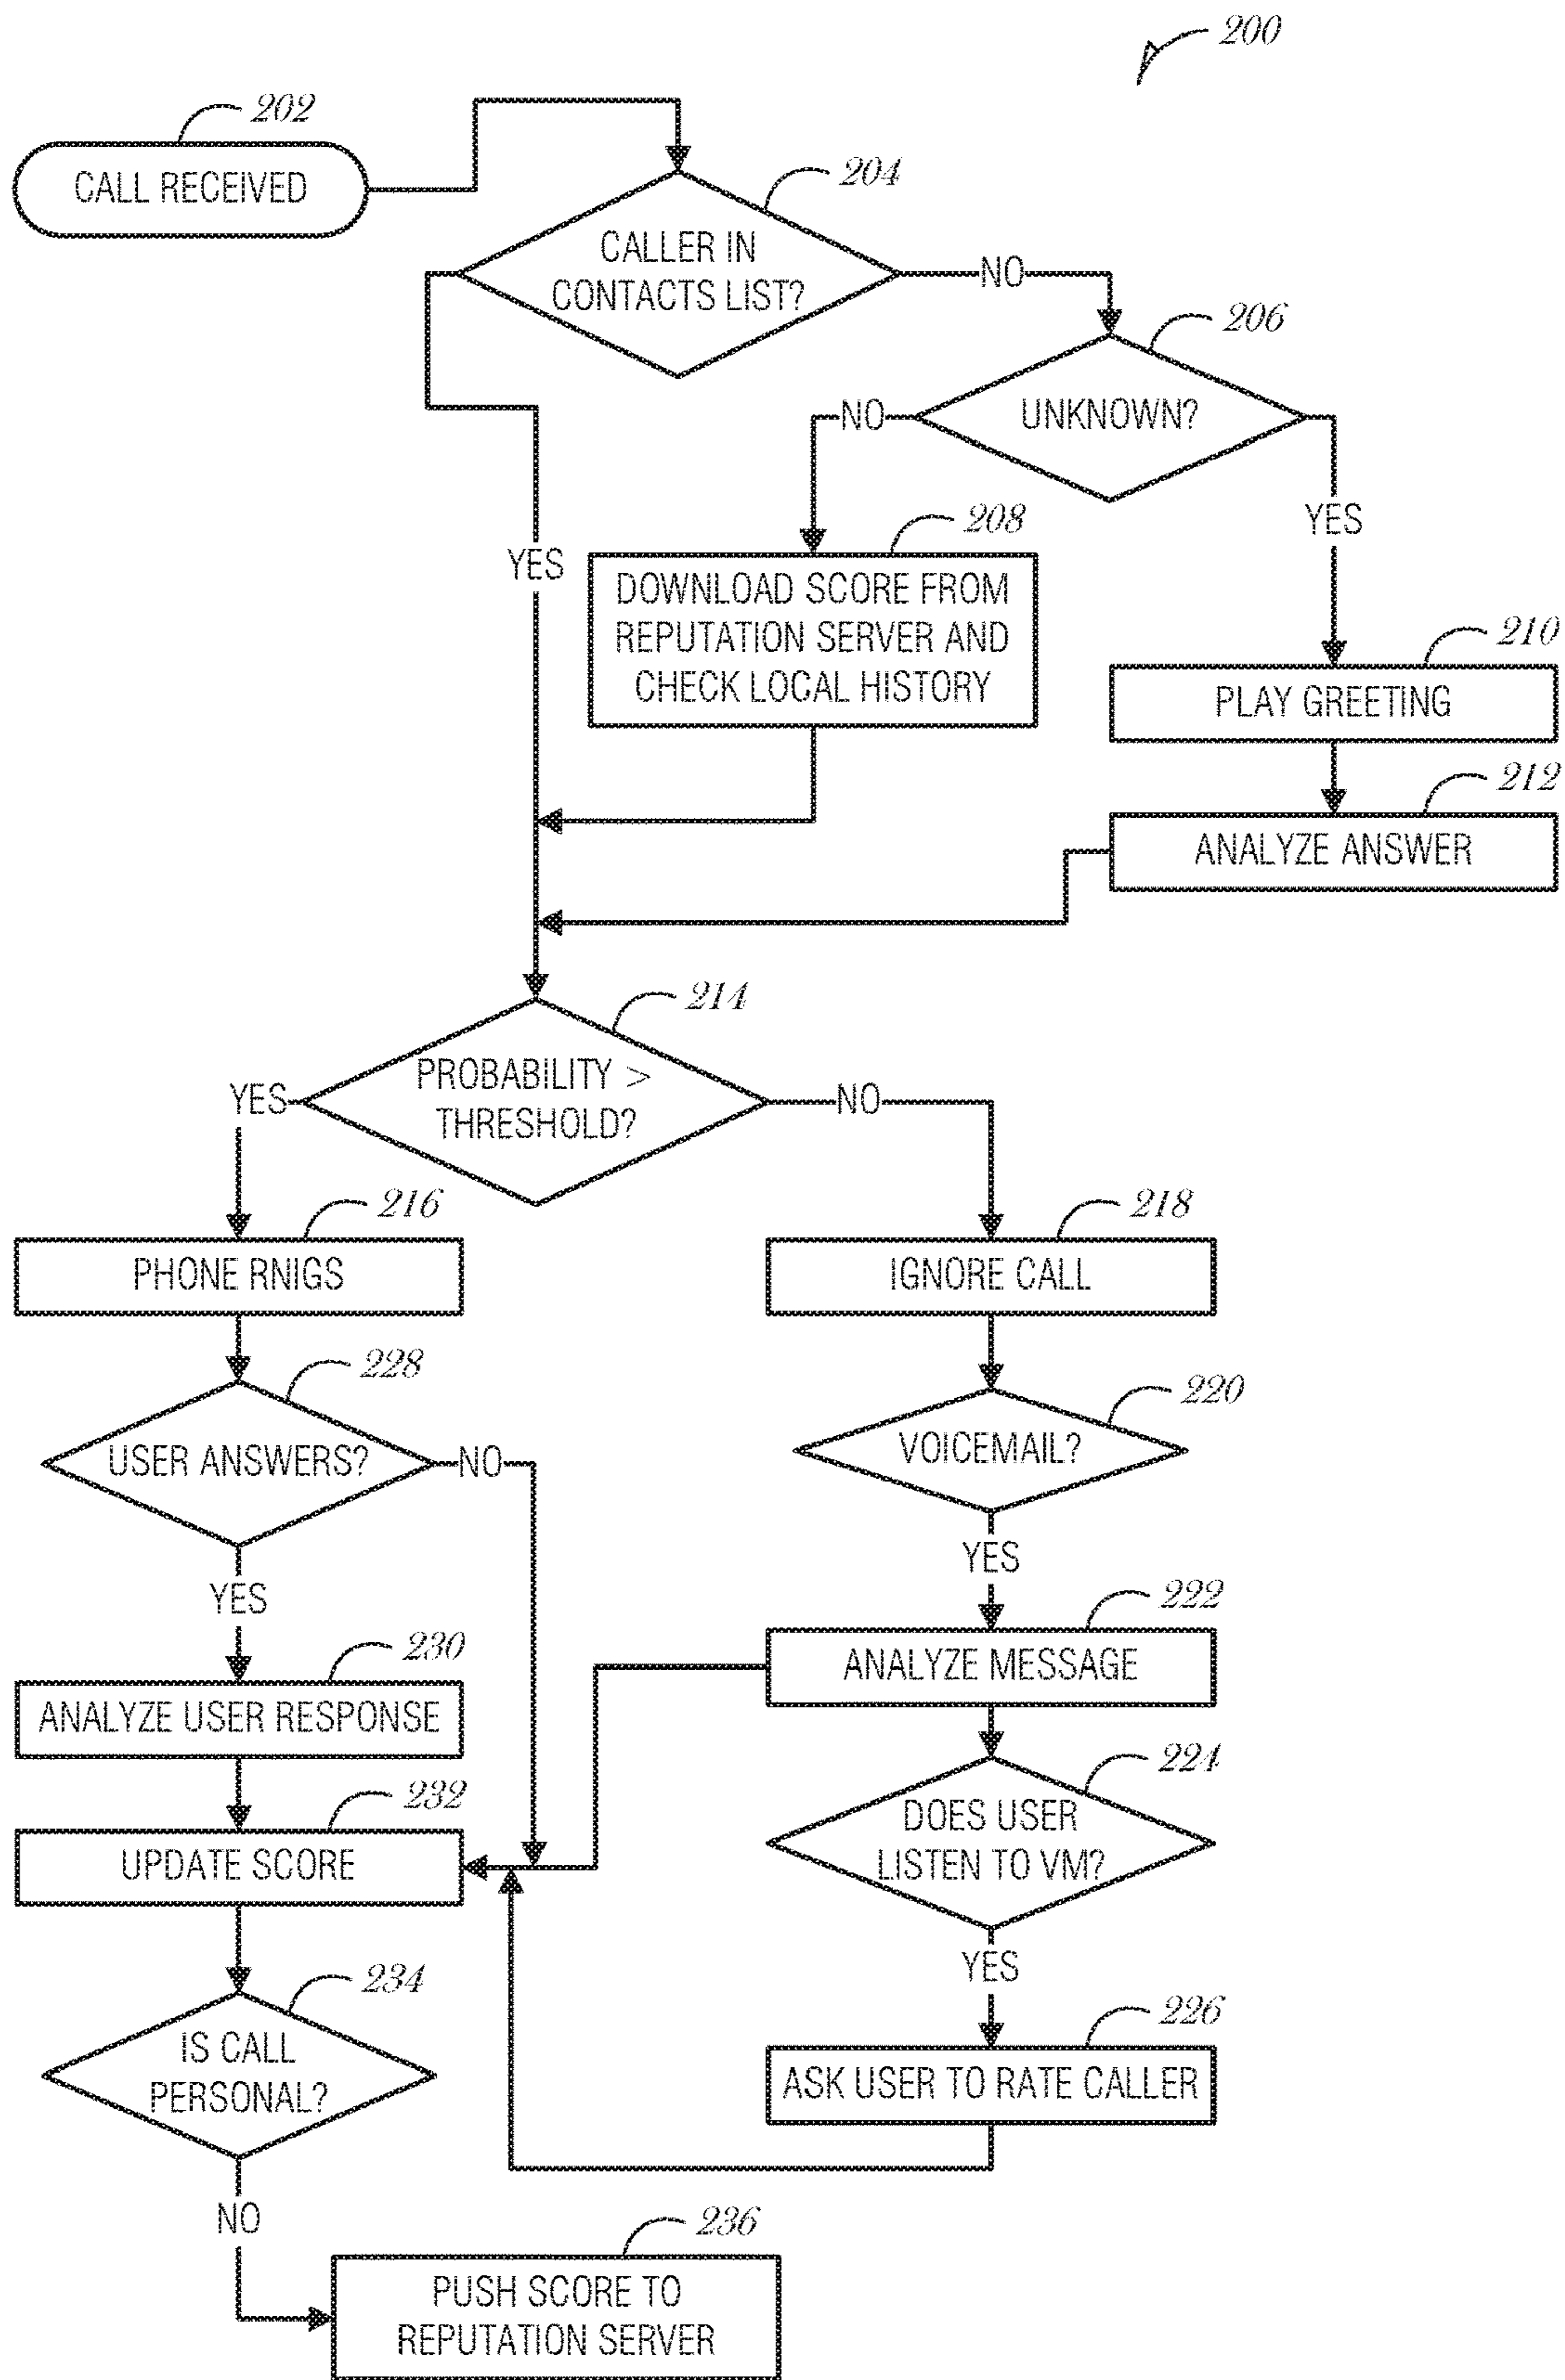 200
202
CALL RECEIVED
204
CALLER IN
CONTACTS LIST?
NO
206
UNKNOWN?
NO
YES
YES
208
DOWNLOAD SCORE FROM
REPUTATION SERVER AND
CHECK LOCAL HISTORY
210
PLAY GREETING
212
ANALYZE ANSWER
214
PROBABILITY >
THRESHOLD?
YES
NO
216
PHONE RNIGS
218
IGNORE CALL
228
USER ANSWERS?
NO
220
VOICEMAIL?
YES
YES
222
ANALYZE MESSAGE
230
ANALYZE USER RESPONSE
224
DOES USER
LISTEN TO VM?
232
UPDATE SCORE
YES
234
IS CALL
PERSONAL?
226
ASK USER TO RATE CALLER
NO
236
PUSH SCORE TO
REPUTATION SERVER